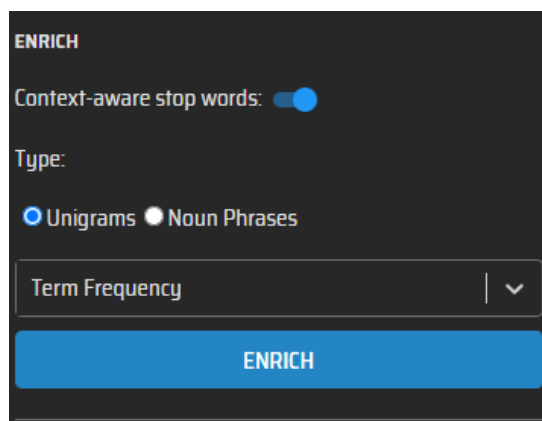 ENRICH
Context-aware stop words:
Type:
Unigrams Noun Phrases
Term Frequency
ENRICH